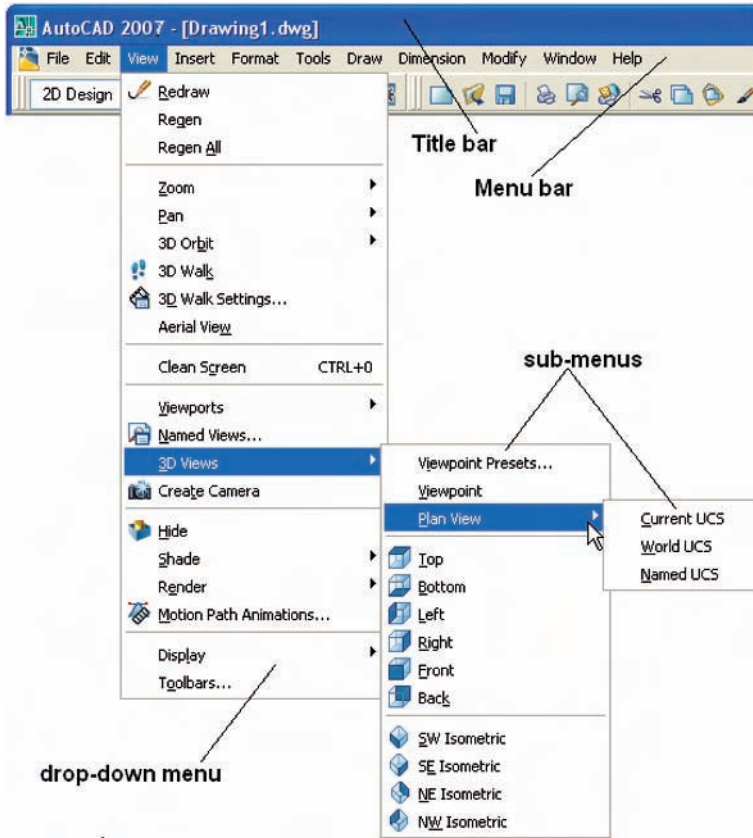 AutoCAD 2007 - [Drawing1.dwg]
File Edit View Insert Format Tools Draw Dimension Modify Window Help
2D Design
Title bar
Menu bar
Redraw
Regen
Regen All
Zoom
Pan
3D Orbit
3D Walk
3D Walk Settings...
Aerial View
Clean Screen CTRL+0
Viewports
Named Views...
3D Views
Create Camera
Hide
Shade
Render
Motion Path Animations...
Display
Toolbars...
drop-down menu
sub-menus
Viewpoint Presets...
Viewpoint
Plan View
Top
Bottom
Left
Right
Front
Back
SW Isometric
SE Isometric
NE Isometric
NW Isometric
Current UCS
World UCS
Named UCS